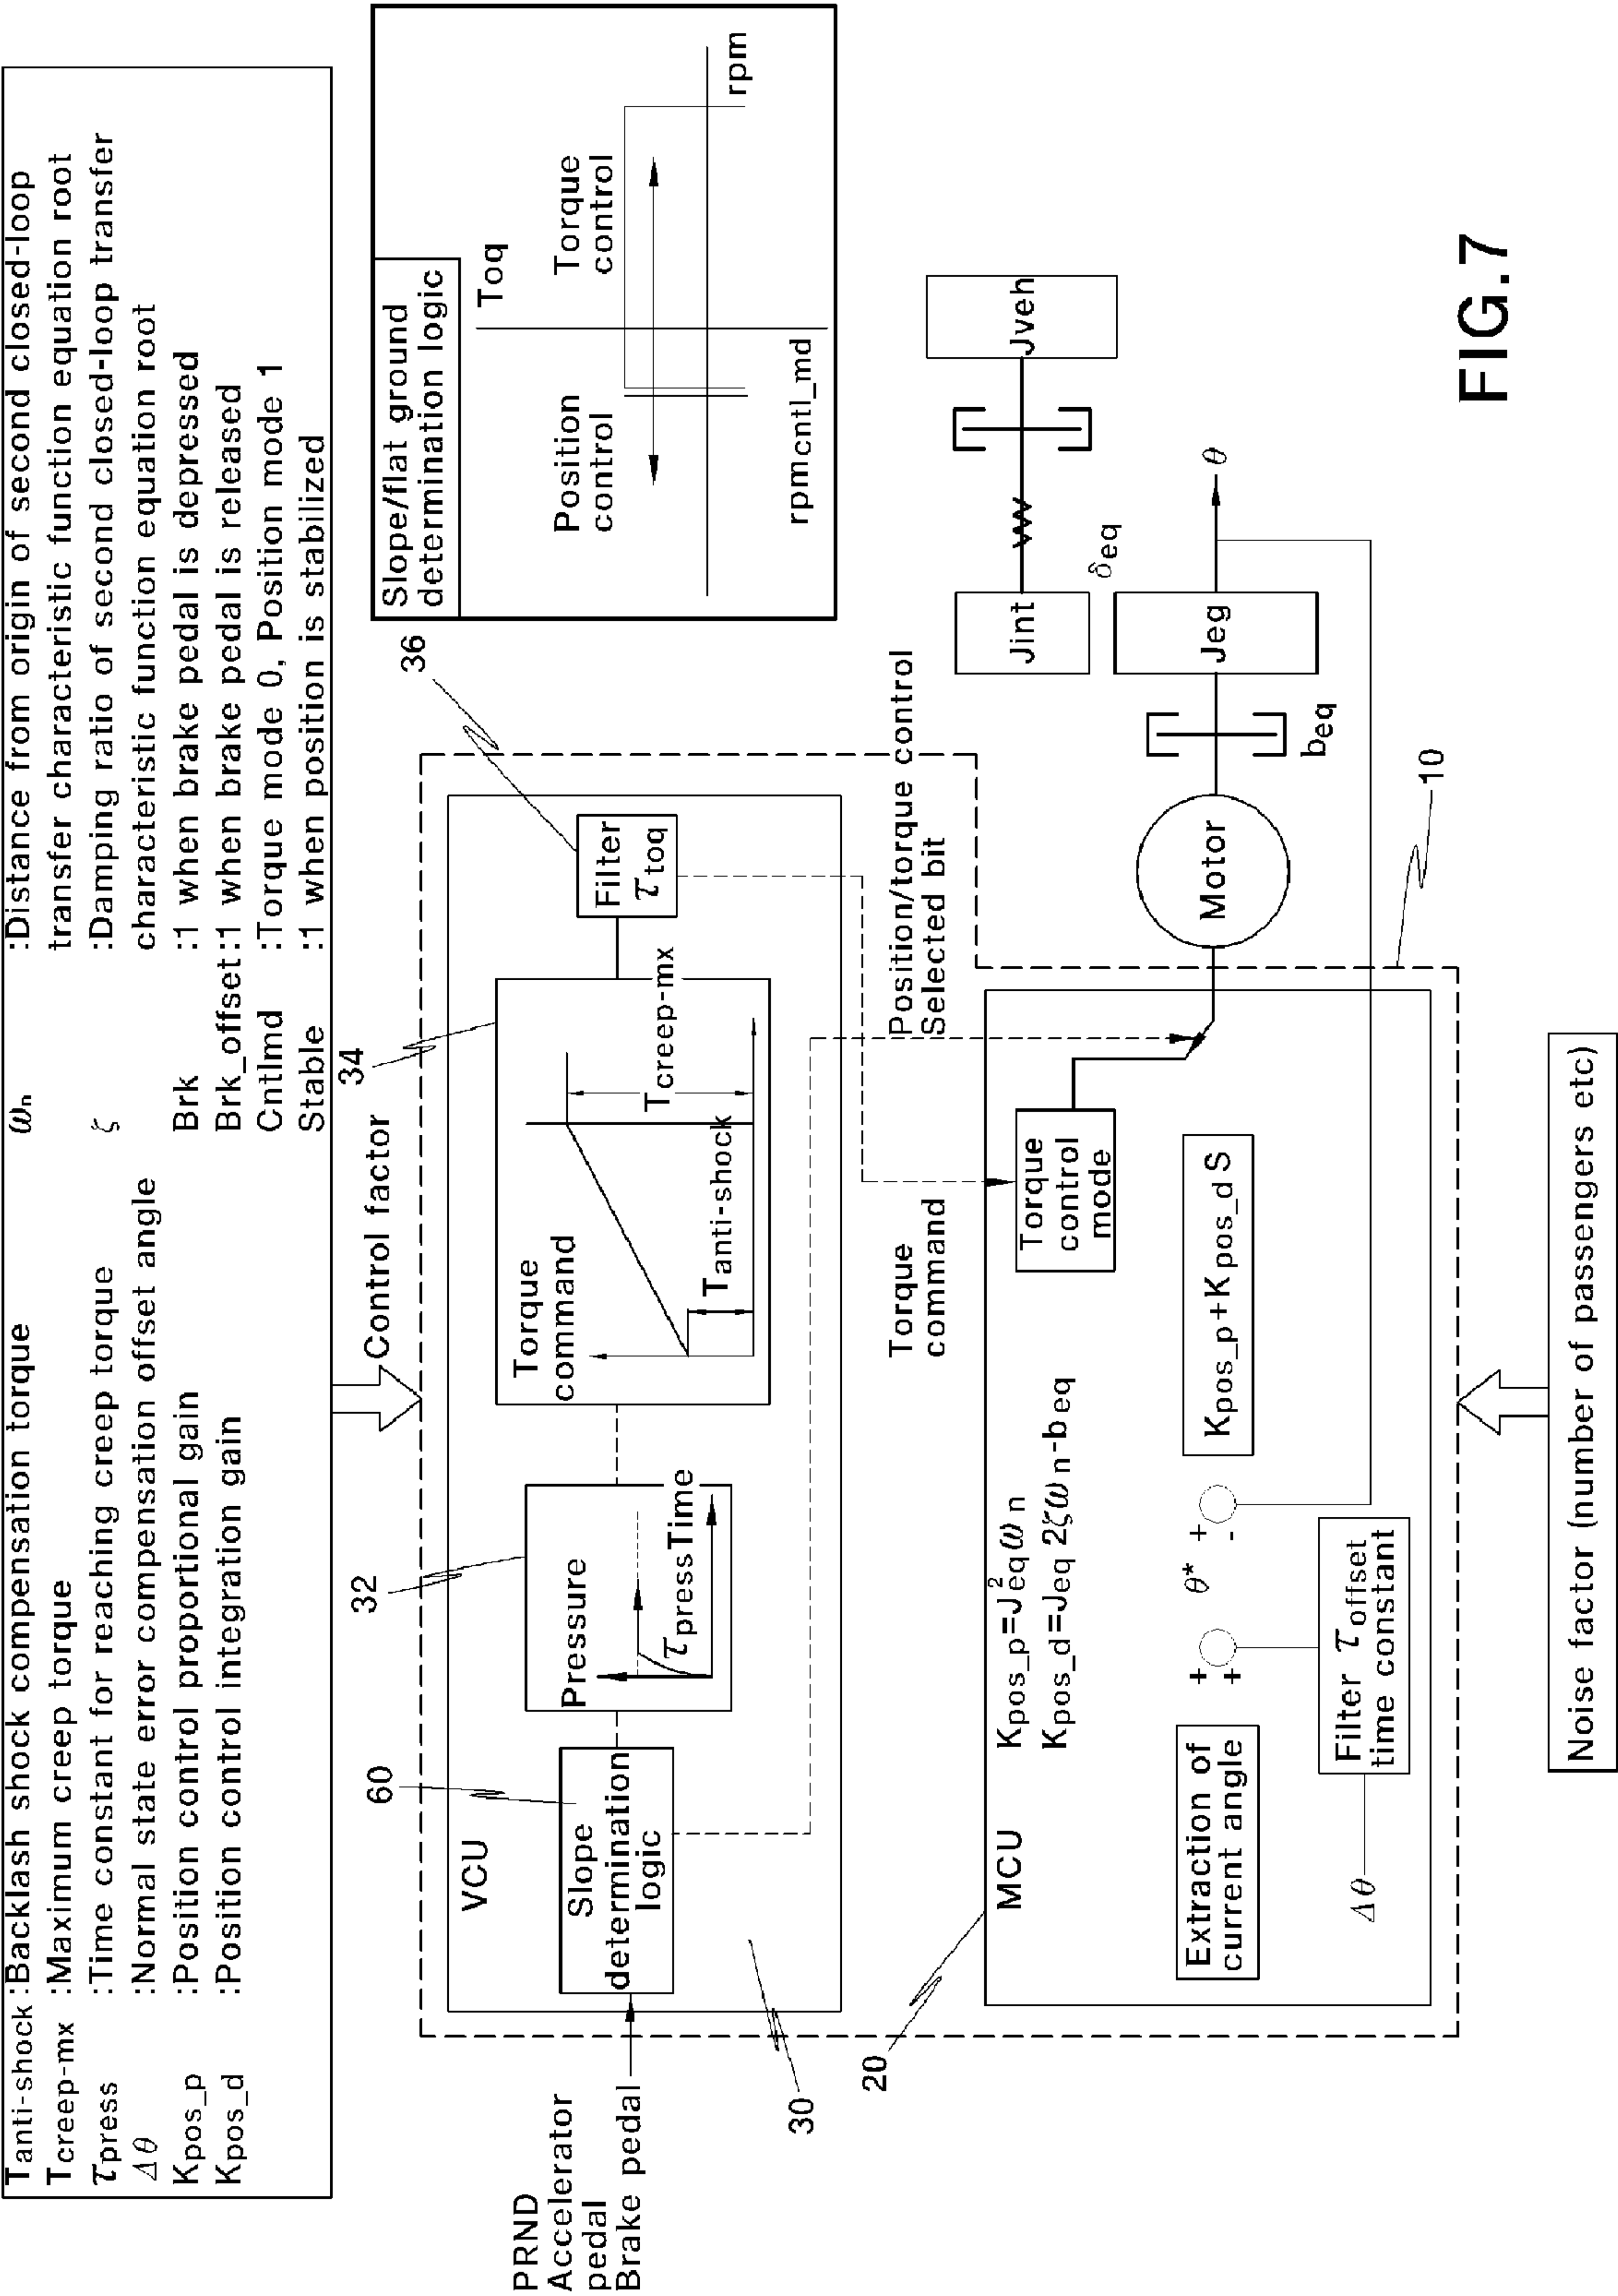 Tanti-shock :Backlash shock compensation torque
Tcreep-mx :Maximum creep torque
τpress :Time constant for reaching creep torque
Δθ :Normal state error compensation offset angle
Kpos_p :Position control proportional gain
Kpos_d :Position control integration gain
ωn :Distance from origin of second closed-loop
transfer characteristic function equation root
ζ :Damping ratio of second closed-loop transfer
characteristic function equation root
Brk :1 when brake pedal is depressed
Brk_offset :1 when brake pedal is released
Cntlmd :Torque mode 0, Position mode 1
Stable :1 when position is stabilized
Control factor
Slope/flat ground
determination logic
Toq
Position
control
Torque
control
rpmcntl_md
rpm
PRND
Accelerator
pedal
Brake pedal
VCU
60
Slope
determination
logic
32
Pressure
τpress
Time
34
Torque
command
Tanti-shock
Tcreep-mx
36
Filter
τtoq
30
Torque
command
Position/torque control
Selected bit
20
MCU
Kpos_p=J²eqωn
Kpos_d=Jeq 2ζωn-beq
Torque
control
mode
Extraction of
current angle
+
+
θ*
+
-
Kpos_p+Kpos_d S
Δθ
Filter τoffset
time constant
Motor
beq
Jeg
θ
Jint
δeq
Jveh
10
Noise factor (number of passengers etc)
FIG.7